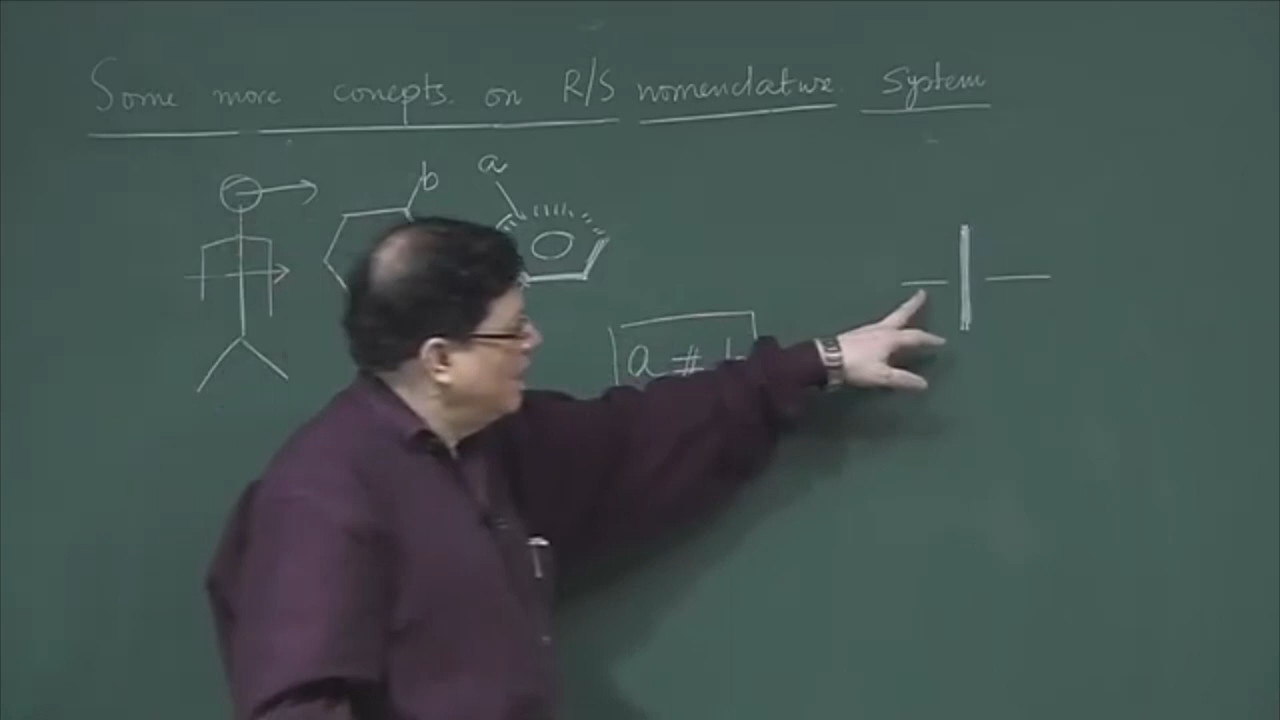 Some more concepts on R/S nomenclature System
b
a
a ≠